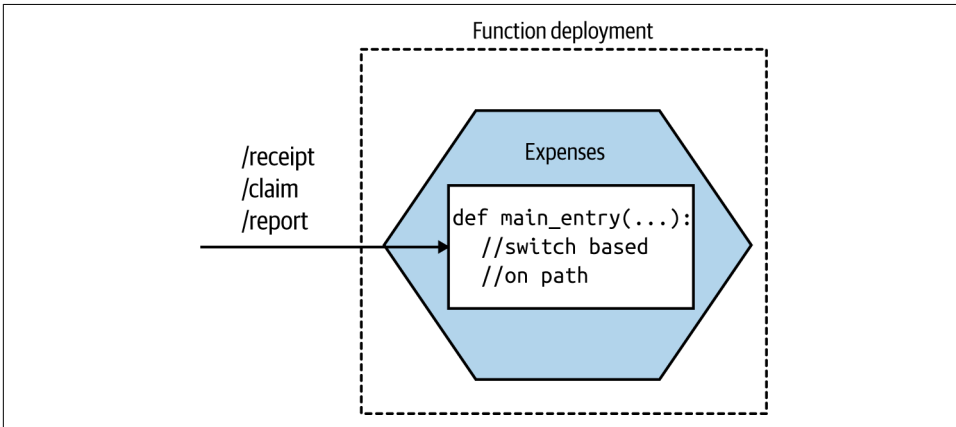 Function deployment
Expenses
/receipt
/claim
/report
def main_entry(...):
//switch based
//on path